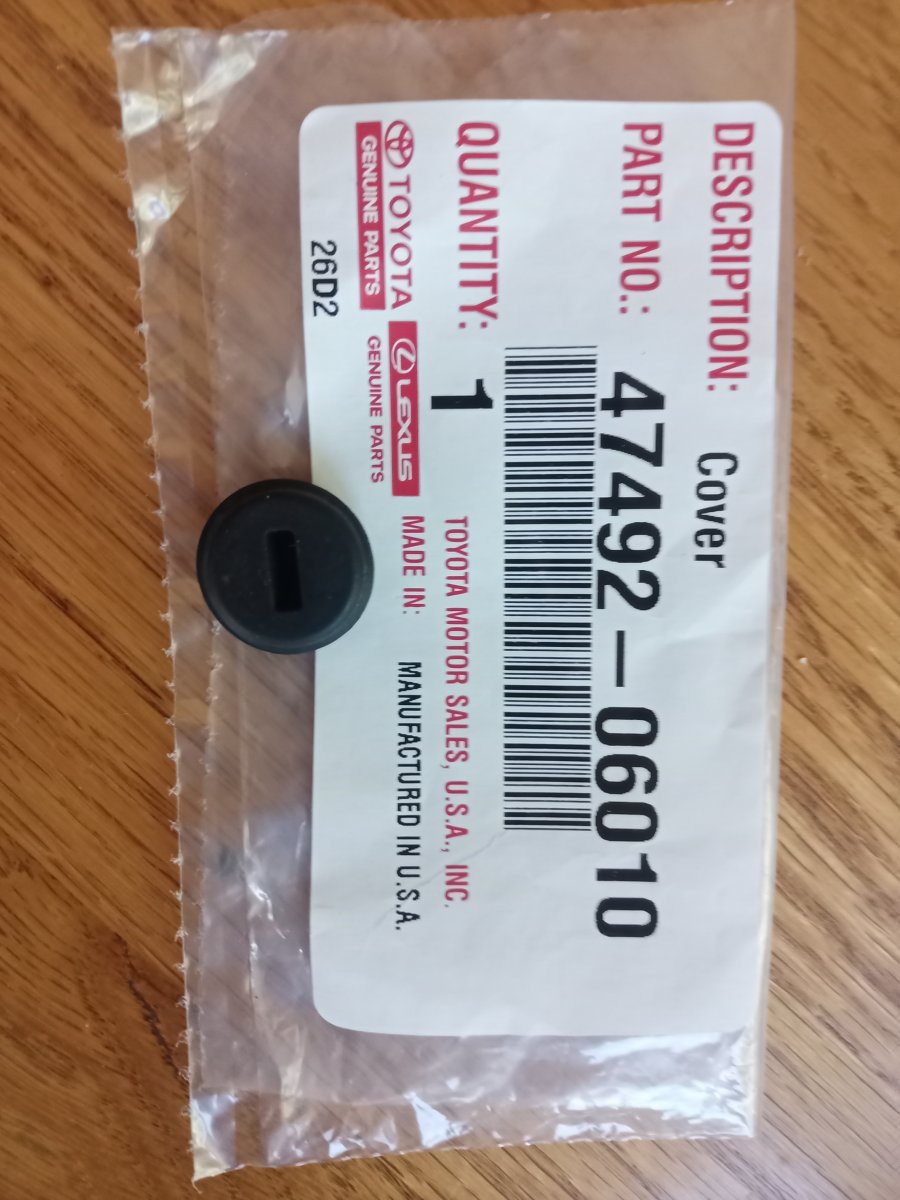 DESCRIPTION: Cover
PART NO.: 47492-06010
QUANTITY: 1
TOYOTA MOTOR SALES, U.S.A., INC.
TOYOTA
GENUINE PARTS
LEXUS
GENUINE PARTS
MADE IN: MANUFACTURED IN U.S.A.
26D2